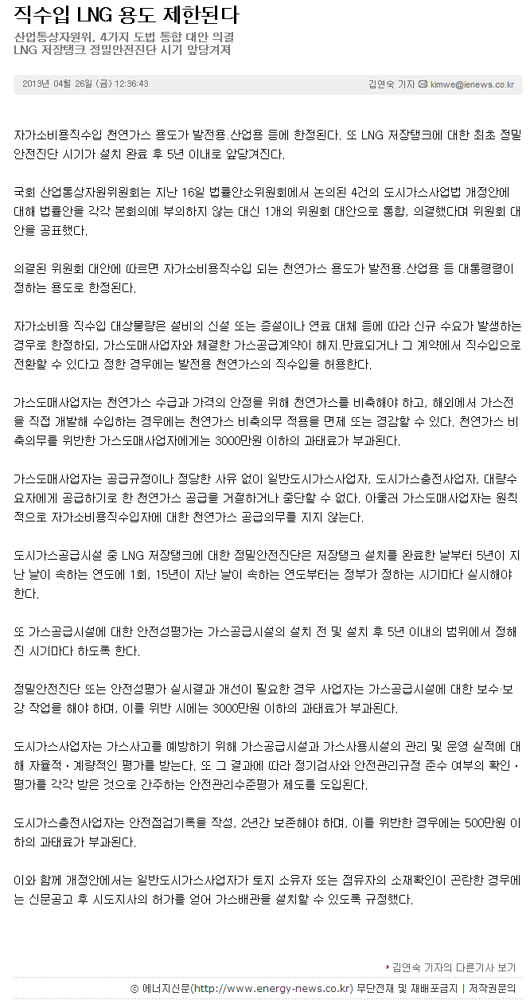 직수입 LNG 용도 제한된다
산업통상자원위, 4가지 도법 통합 대안 의결
LNG 저장탱크 정밀안전진단 시기 앞당겨져
2013년 04월 26일 (금) 12:36:43 김연숙 기자 kimwe@ienews.co.kr
자가소비용직수입 천연가스 용도가 발전용.산업용 등에 한정된다. 또 LNG 저장탱크에 대한 최초 정밀
안전진단 시기가 설치 완료 후 5년 이내로 앞당겨진다.
국회 산업통상자원위원회는 지난 16일 법률안소위원회에서 논의된 4건의 도시가스사업법 개정안에
대해 법률안을 각각 본회의에 부의하지 않는 대신 1개의 위원회 대안으로 통합, 의결했다며 위원회 대
안을 공표했다.
의결된 위원회 대안에 따르면 자가소비용직수입 되는 천연가스 용도가 발전용.산업용 등 대통령령이
정하는 용도로 한정된다.
자가소비용 직수입 대상물량은 설비의 신설 또는 증설이나 연료 대체 등에 따라 신규 수요가 발생하는
경우로 한정하되, 가스도매사업자와 체결한 가스공급계약이 해지.만료되거나 그 계약에서 직수입으로
전환할 수 있다고 정한 경우에는 발전용 천연가스의 직수입을 허용한다.
가스도매사업자는 천연가스 수급과 가격의 안정을 위해 천연가스를 비축해야 하고, 해외에서 가스전
을 직접 개발해 수입하는 경우에는 천연가스 비축의무 적용을 면제 또는 경감할 수 있다. 천연가스 비
축의무를 위반한 가스도매사업자에게는 3000만원 이하의 과태료가 부과된다.
가스도매사업자는 공급규정이나 정당한 사유 없이 일반도시가스사업자, 도시가스충전사업자, 대량수
요자에게 공급하기로 한 천연가스 공급을 거절하거나 중단할 수 없다. 아울러 가스도매사업자는 원칙
적으로 자가소비용직수입자에 대한 천연가스 공급의무를 지지 않는다.
도시가스공급시설 중 LNG 저장탱크에 대한 정밀안전진단은 저장탱크 설치를 완료한 날부터 5년이 지
난 날이 속하는 연도에 1회, 15년이 지난 날이 속하는 연도부터는 정부가 정하는 시기마다 실시해야
한다.
또 가스공급시설에 대한 안전성평가는 가스공급시설의 설치 전 및 설치 후 5년 이내의 범위에서 정해
진 시기마다 하도록 한다.
정밀안전진단 또는 안전성평가 실시결과 개선이 필요한 경우 사업자는 가스공급시설에 대한 보수·보
강 작업을 해야 하며, 이를 위반 시에는 3000만원 이하의 과태료가 부과된다.
도시가스사업자는 가스사고를 예방하기 위해 가스공급시설과 가스사용시설의 관리 및 운영 실적에 대
해 자율적·계량적인 평가를 받는다. 또 그 결과에 따라 정기검사와 안전관리규정 준수 여부의 확인·
평가를 각각 받은 것으로 간주하는 안전관리수준평가 제도를 도입된다.
도시가스충전사업자는 안전점검기록을 작성, 2년간 보존해야 하며, 이를 위반한 경우에는 500만원 이
하의 과태료가 부과된다.
이와 함께 개정안에서는 일반도시가스사업자가 토지 소유자 또는 점유자의 소재확인이 곤란한 경우에
는 신문공고 후 시도지사의 허가를 얻어 가스배관을 설치할 수 있도록 규정했다.
김연숙 기자의 다른기사 보기
ⓒ 에너지신문(http://www.energy-news.co.kr) 무단전재 및 재배포금지 | 저작권문의